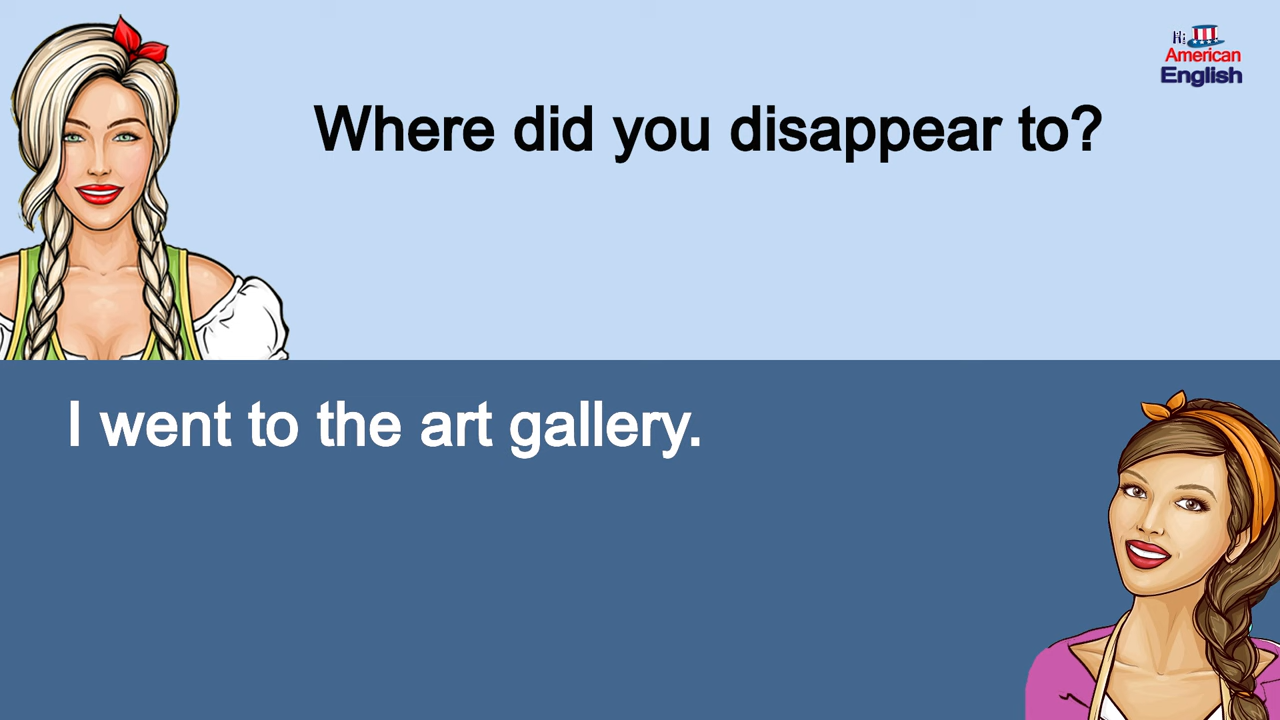 Hi
American
English
Where did you disappear to?
I went to the art gallery.